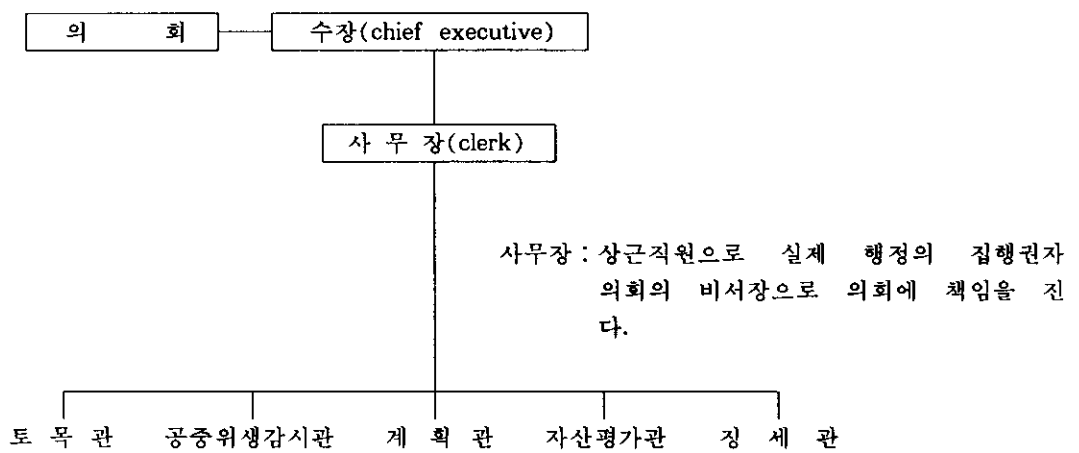 의 회 수장(chief executive)
사 무 장(clerk)
사무장 : 상근직원으로 실제 행정의 집행권자
의회의 비서장으로 의회에 책임을 진
다.
토 목 관 공중위생감시관 계 획 관 자산평가관 징 세 관